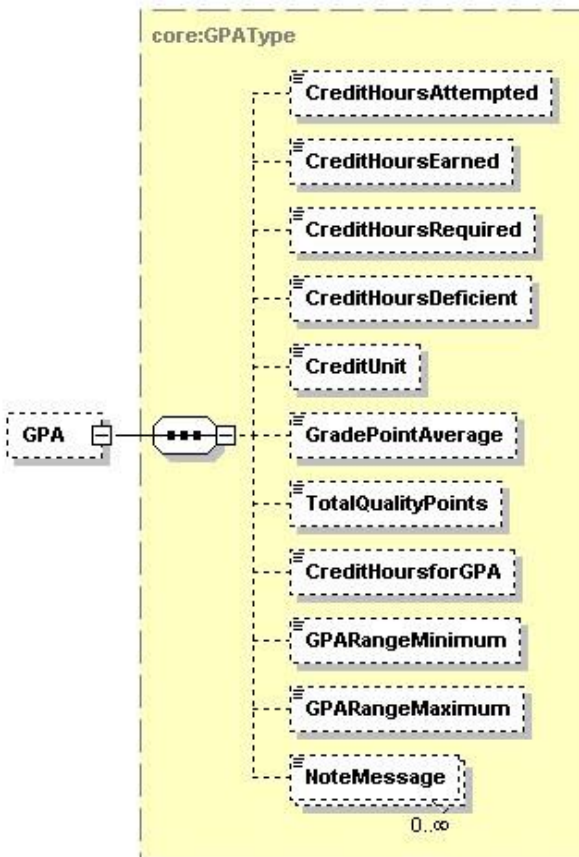 core:GPAType
CreditHoursAttempted
CreditHoursEarned
CreditHoursRequired
CreditHoursDeficient
CreditUnit
GPA
GradePointAverage
TotalQualityPoints
CreditHoursforGPA
GPARangeMinimum
GPARangeMaximum
NoteMessage
0..∞